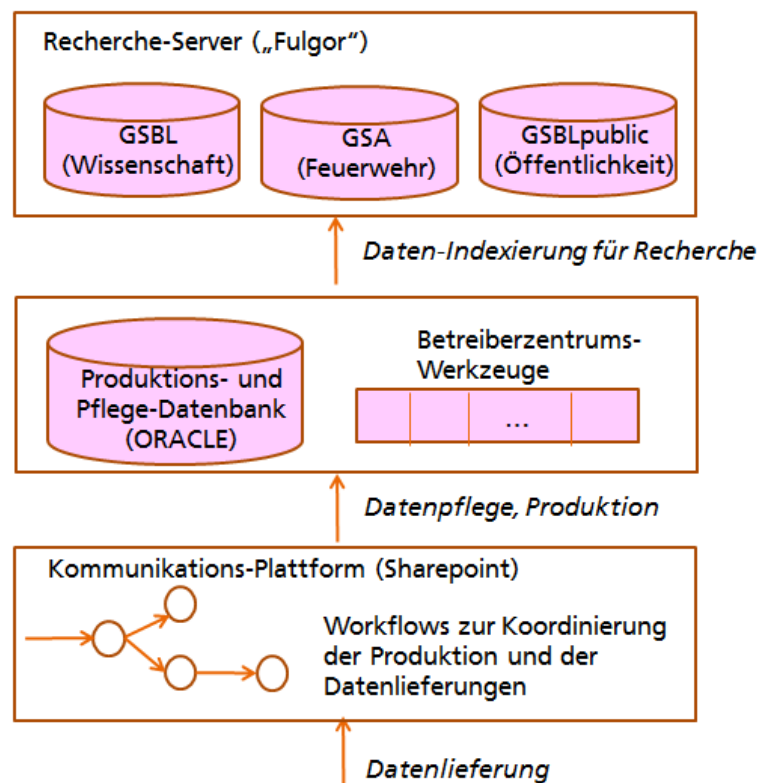 Recherche-Server („Fulgor“)
GSBL
(Wissenschaft)
GSA
(Feuerwehr)
GSBLpublic
(Öffentlichkeit)
Daten-Indexierung für Recherche
Produktions- und
Pflege-Datenbank
(ORACLE)
Betreiberzentrums-
Werkzeuge
...
Datenpflege, Produktion
Kommunikations-Plattform (Sharepoint)
Workflows zur Koordinierung
der Produktion und der
Datenlieferungen
Datenlieferung